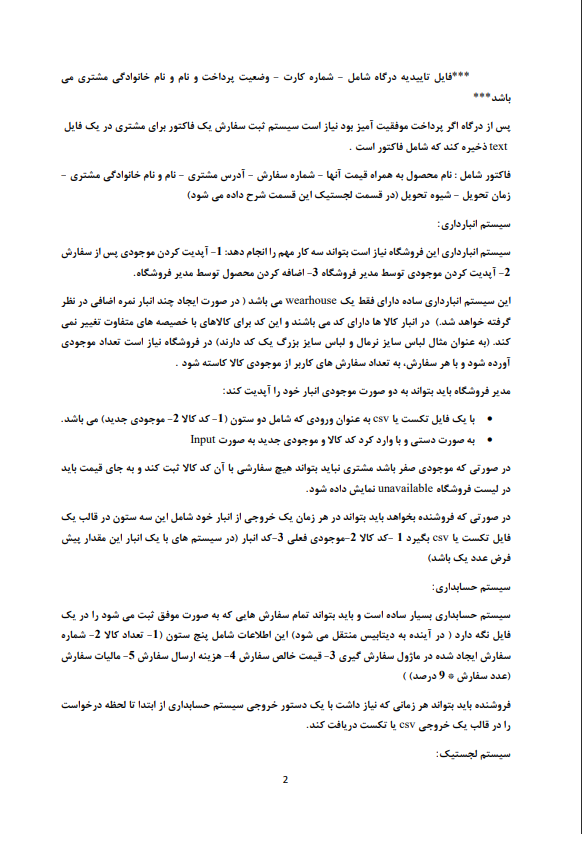 ***فایل تاییدیه درگاه شامل – شماره کارت – وضعیت پرداخت و نام و نام خانوادگی مشتری می
باشد***
پس از درگاه اگر پرداخت موفقیت آمیز بود نیاز است سیستم ثبت سفارش یک فاکتور برای مشتری در یک فایل
text ذخیره کند که شامل فاکتور است .
فاکتور شامل : نام محصول به همراه قیمت آنها – شماره سفارش – آدرس مشتری – نام و نام خانوادگی مشتری –
زمان تحویل – شیوه تحویل (در قسمت لجستیک این قسمت شرح داده می شود)
سیستم انبارداری:
سیستم انبارداری این فروشگاه نیاز است بتواند سه کار مهم را انجام دهد: 1- آپدیت کردن موجودی پس از سفارش
2- آپدیت کردن موجودی توسط مدیر فروشگاه 3- اضافه کردن محصول توسط مدیر فروشگاه.
این سیستم انبارداری ساده دارای فقط یک wearhouse می باشد ( در صورت ایجاد چند انبار نمره اضافی در نظر
گرفته خواهد شد.) در انبار کالا ها دارای کد می باشند و این کد برای کالاهای با خصیصه های متفاوت تغییر نمی
کند. (به عنوان مثال لباس سایز نرمال و لباس سایز بزرگ یک کد دارند) در فروشگاه نیاز است تعداد موجودی
آورده شود و با هر سفارش، به تعداد سفارش های کاربر از موجودی کالا کاسته شود .
مدیر فروشگاه باید بتواند به دو صورت موجودی انبار خود را آپدیت کند:
• با یک فایل تکست یا csv به عنوان ورودی که شامل دو ستون (1- کد کالا 2- موجودی جدید) می باشد.
• به صورت دستی و با وارد کرد کد کالا و موجودی جدید به صورت Input
در صورتی که موجودی صفر باشد مشتری نباید بتواند هیچ سفارشی با آن کد کالا ثبت کند و به جای قیمت باید
در لیست فروشگاه unavailable نمایش داده شود.
در صورتی که فروشنده بخواهد باید بتواند در هر زمان یک خروجی از انبار خود شامل این سه ستون در قالب یک
فایل تکست یا csv بگیرد 1 -کد کالا 2-موجودی فعلی 3-کد انبار (در سیستم های با یک انبار این مقدار پیش
فرض عدد یک باشد)
سیستم حسابداری:
سیستم حسابداری بسیار ساده است و باید بتواند تمام سفارش هایی که به صورت موفق ثبت می شود را در یک
فایل نگه دارد ( در آینده به دیتابیس منتقل می شود) این اطلاعات شامل پنج ستون (1- تعداد کالا 2- شماره
سفارش ایجاد شده در ماژول سفارش گیری 3- قیمت خالص سفارش 4- هزینه ارسال سفارش 5- مالیات سفارش
(عدد سفارش * 9 درصد) )
فروشنده باید بتواند هر زمانی که نیاز داشت با یک دستور خروجی سیستم حسابداری از ابتدا تا لحظه درخواست
را در قالب یک خروجی csv یا تکست دریافت کند.
سیستم لجستیک:
2